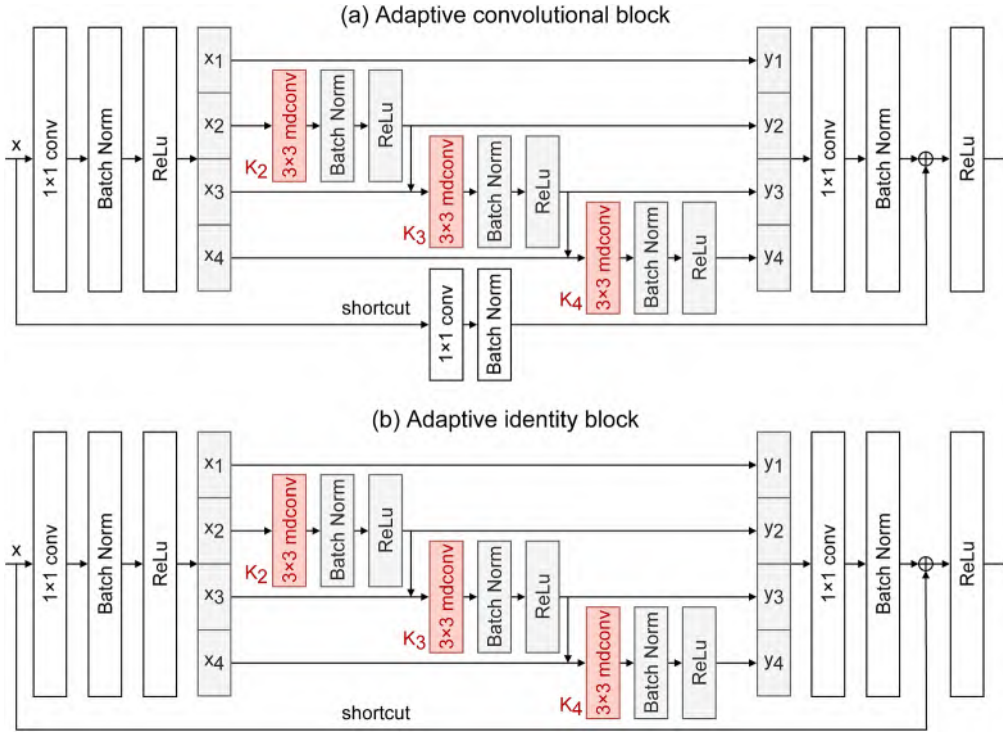 (a) Adaptive convolutional block
x
1×1 conv
Batch Norm
ReLu
x1
x2
x3
x4
K2
3×3 mdconv
Batch Norm
ReLu
K3
3×3 mdconv
Batch Norm
ReLu
K4
3×3 mdconv
Batch Norm
ReLu
shortcut
1×1 conv
Batch Norm
y1
y2
y3
y4
1×1 conv
Batch Norm
ReLu
(b) Adaptive identity block
x
1×1 conv
Batch Norm
ReLu
x1
x2
x3
x4
K2
3×3 mdconv
Batch Norm
ReLu
K3
3×3 mdconv
Batch Norm
ReLu
K4
3×3 mdconv
Batch Norm
ReLu
shortcut
y1
y2
y3
y4
1×1 conv
Batch Norm
ReLu